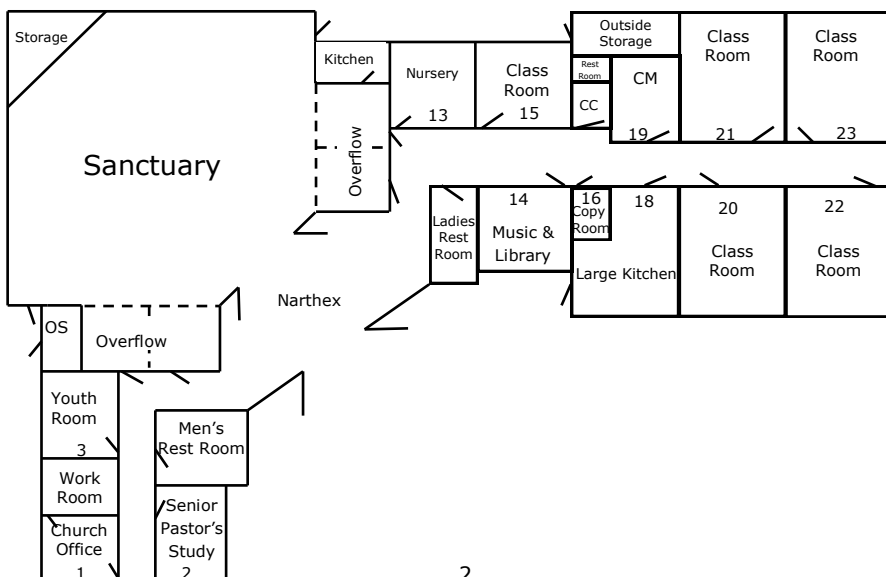 Storage
Sanctuary
Kitchen
Overflow
Nursery
13
Class
Room
15
Outside
Storage
Rest
Room
CC
CM
19
Class
Room
21
Class
Room
23
Ladies
Rest
Room
14
Music &
Library
16
Copy
Room
18
Large Kitchen
20
Class
Room
22
Class
Room
Narthex
OS
Overflow
Youth
Room
3
Men's
Rest Room
Work
Room
Church
Office
1
Senior
Pastor's
Study
2
2